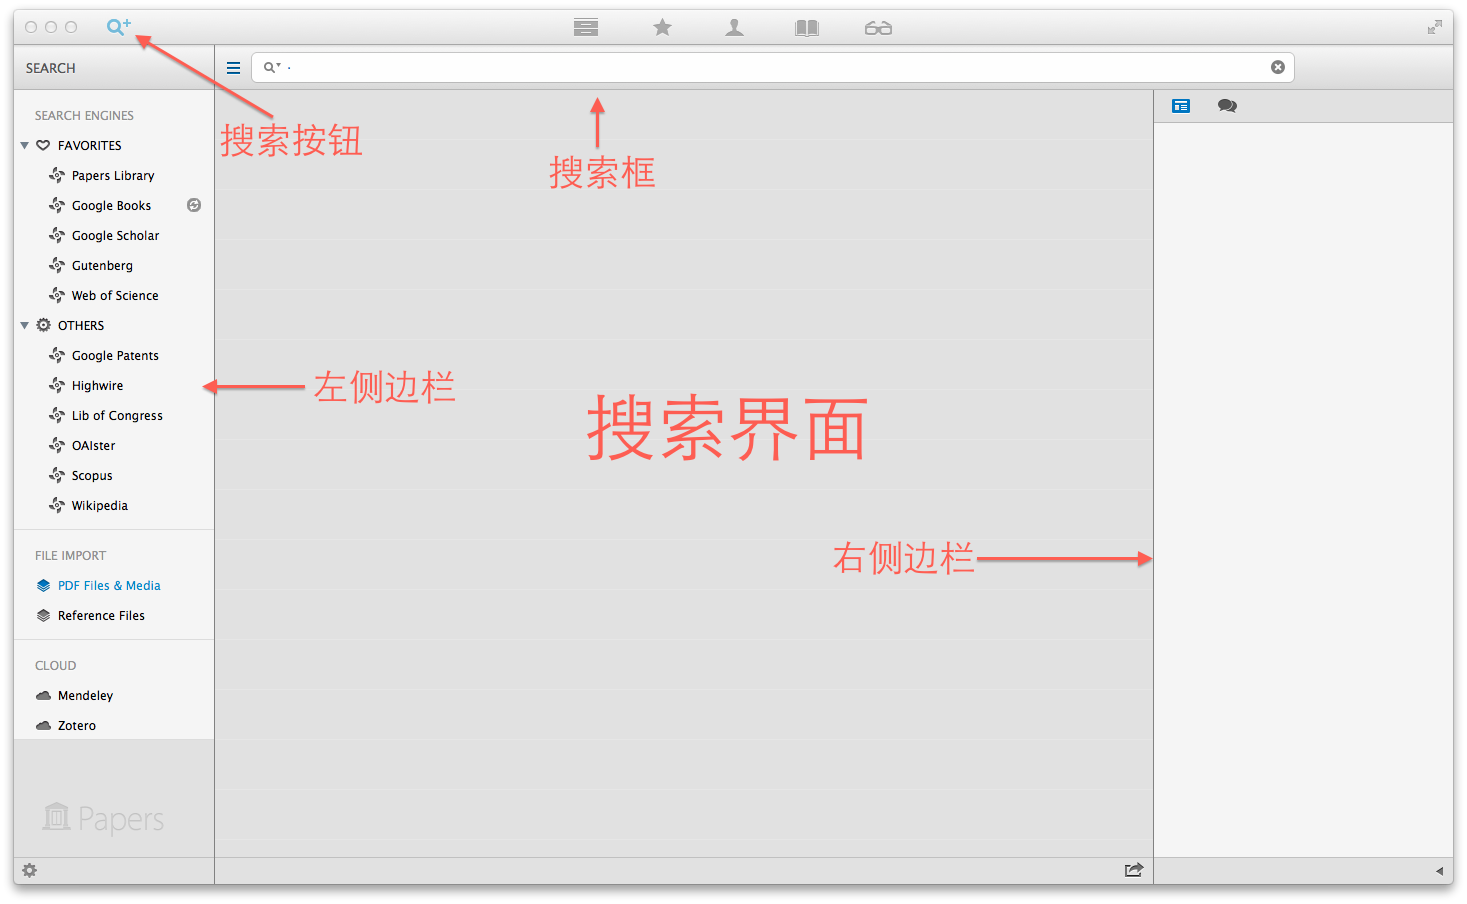 SEARCH
SEARCH ENGINES
FAVORITES
Papers Library
Google Books
Google Scholar
Gutenberg
Web of Science
OTHERS
Google Patents
Highwire
Lib of Congress
OAIster
Scopus
Wikipedia
FILE IMPORT
PDF Files & Media
Reference Files
CLOUD
Mendeley
Zotero
Papers
搜索按钮
搜索框
左侧边栏
搜索界面
右侧边栏